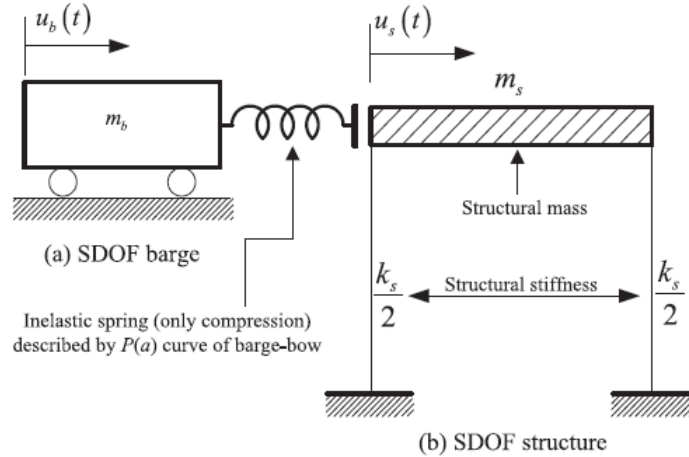 u_b(t)
u_s(t)
m_s
m_b
Structural mass
(a) SDOF barge
k_s/2
Structural stiffness
k_s/2
Inelastic spring (only compression)
described by P(a) curve of barge-bow
(b) SDOF structure